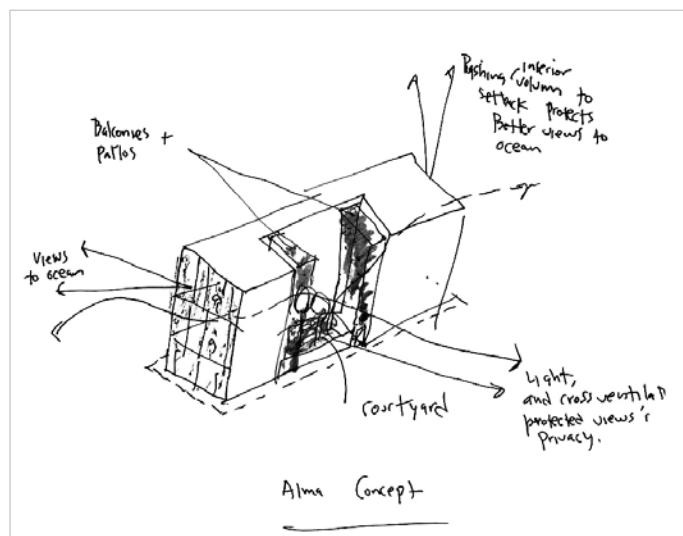 Pushing interior
volume to
setback protects
Better views to
ocean
Balconies +
Patios
Views
to ocean
courtyard
Light,
and cross ventilat
protected views &
Privacy.
Alma Concept